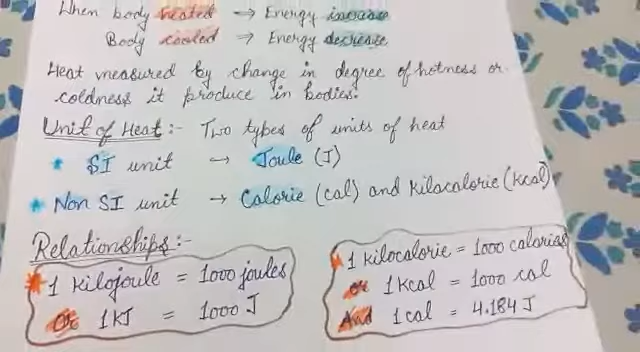 When body heated → Energy increase
Body cooled → Energy decrease
Heat measured by change in degree of hotness or
coldness it produce in bodies.
Unit of Heat:- Two types of units of heat
* SI unit → Joule (J)
* Non SI unit → Calorie (cal) and Kilocalorie (Kcal)
Relationships:-
* 1 kilojoule = 1000 joules
Or 1KJ = 1000 J
* 1 kilocalorie = 1000 calories
or 1 Kcal = 1000 cal
And 1 cal = 4.184 J